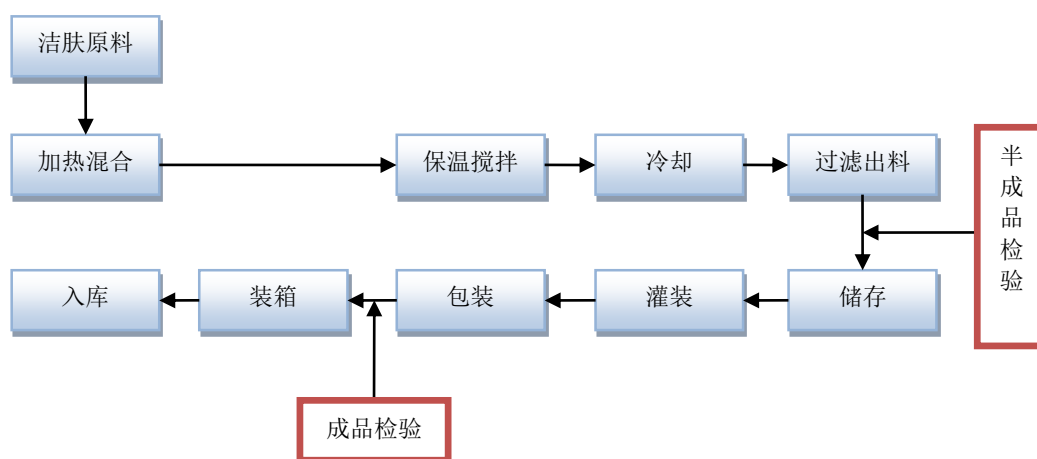 洁肤原料
加热混合
保温搅拌
冷却
过滤出料
半成品检验
入库
装箱
包装
灌装
储存
成品检验